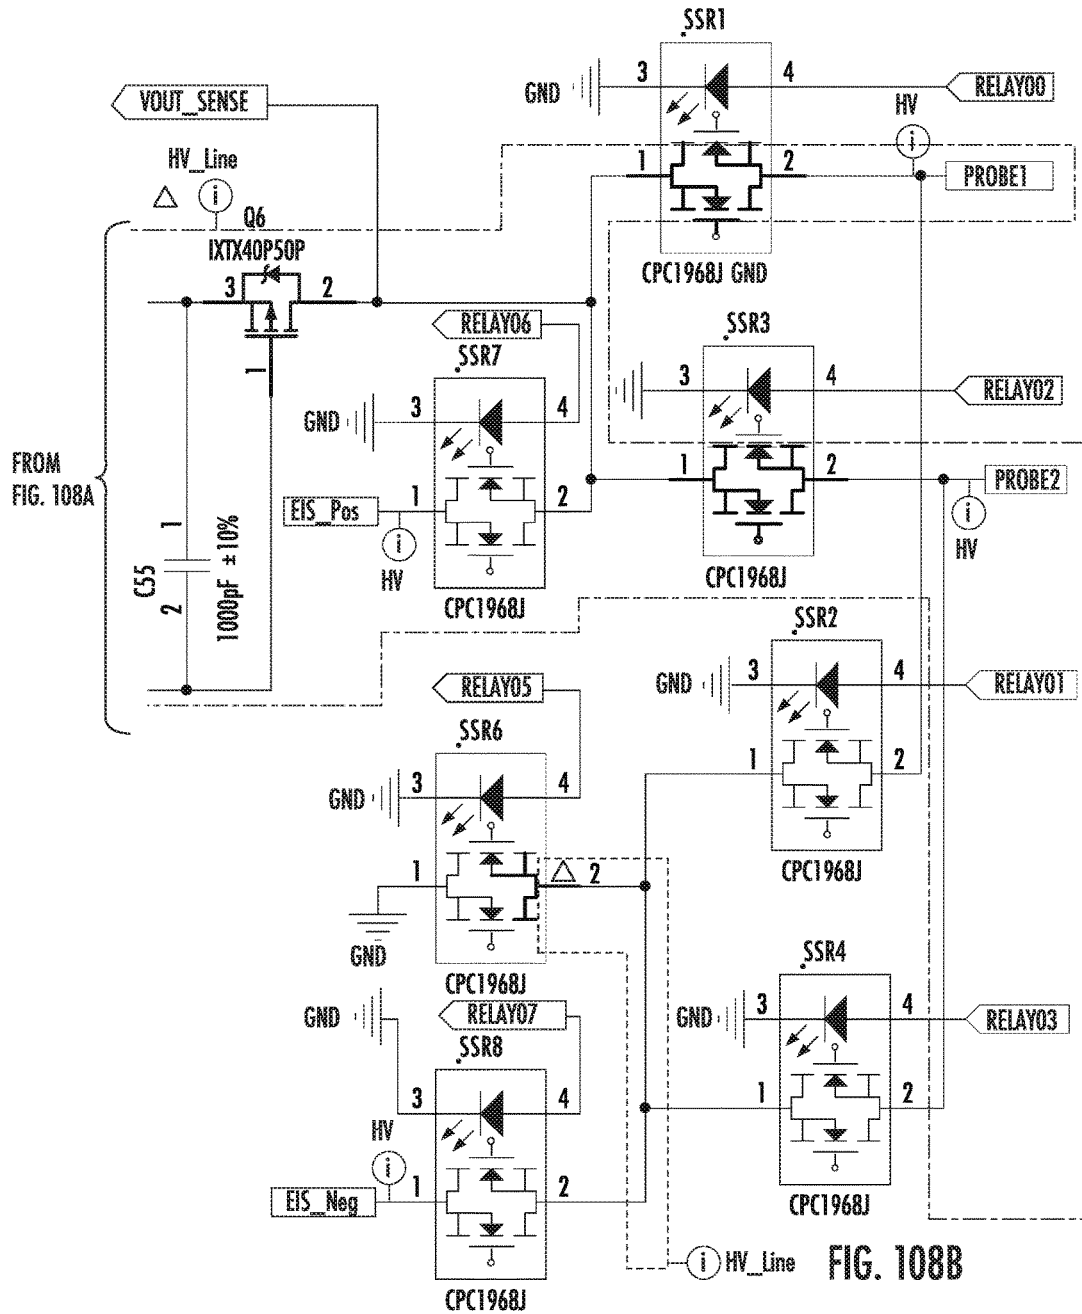 SSR1
3
4
GND
RELAY00
VOUT_SENSE
HV
HV_Line
i
i
1
2
PROBE1
Q6
IXTX40P50P
CPC1968J GND
3
2
RELAY06
SSR3
1
SSR7
3
4
RELAY02
GND
3
4
FROM
FIG. 108A
1
2
PROBE2
EIS_Pos
1
2
i
i
HV
HV
CPC1968J
CPC1968J
1
C55
2
1000pF ±10%
SSR2
GND
3
4
RELAY01
RELAY05
SSR6
1
2
GND
3
4
CPC1968J
1
2
GND
SSR4
CPC1968J
GND
RELAY07
GND
3
4
RELAY03
SSR8
3
4
1
2
HV
i
EIS_Neg
1
2
CPC1968J
i
HV_Line
FIG. 108B
CPC1968J